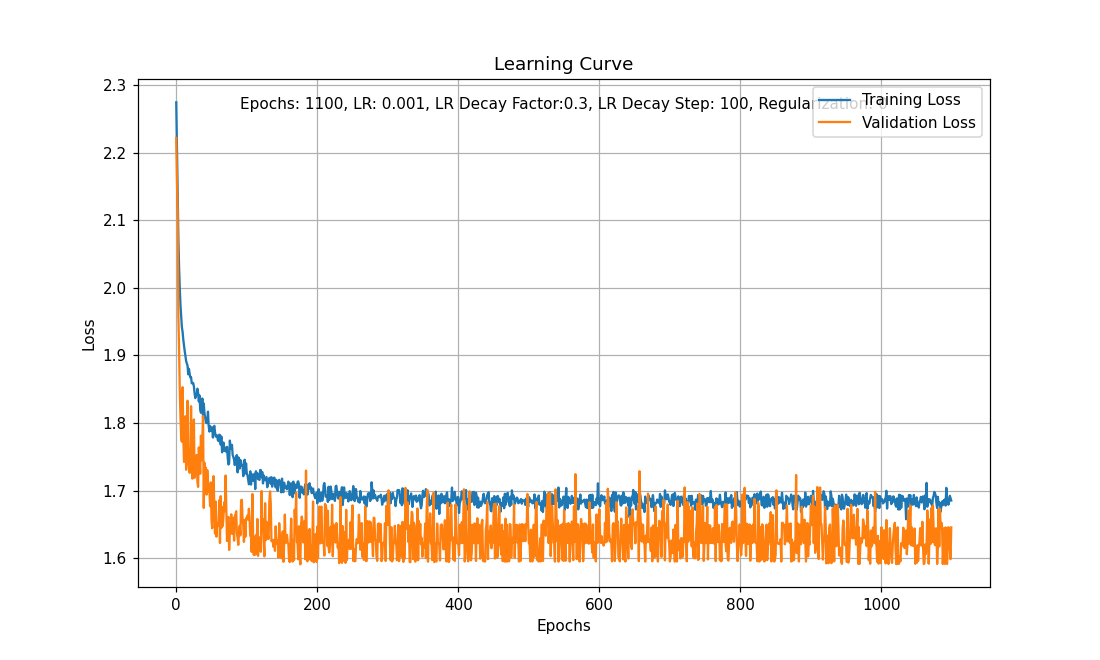 Learning Curve
2.3
Epochs: 1100, LR: 0.001, LR Decay Factor:0.3, LR Decay Step: 100, Regularization: 0
Training Loss
Validation Loss
2.2
2.1
2.0
1.9
1.8
1.7
1.6
Loss
0 200 400 600 800 1000
Epochs